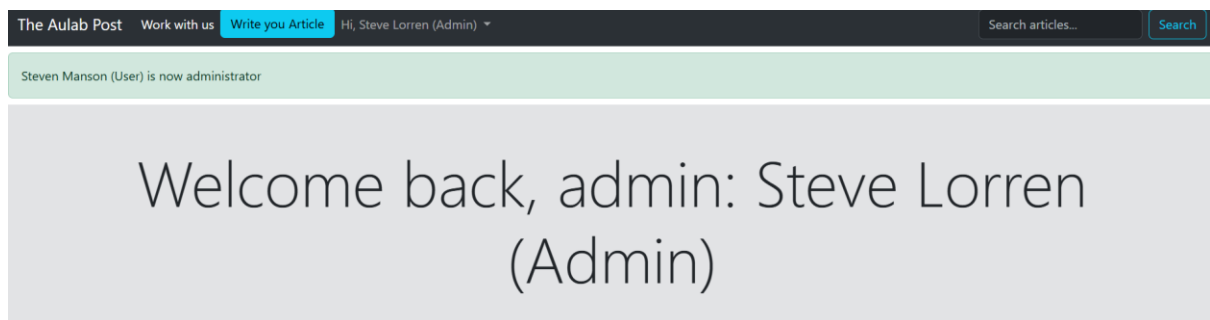 The Aulab Post Work with us Write you Article Hi, Steve Lorren (Admin) Search articles... Search
Steven Manson (User) is now administrator
Welcome back, admin: Steve Lorren
(Admin)